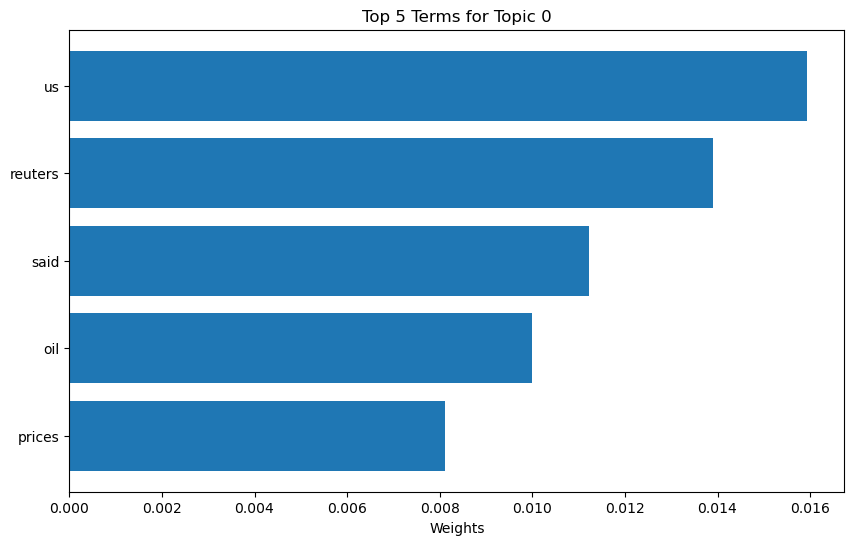 Top 5 Terms for Topic 0
us
reuters
said
oil
prices
0.000 0.002 0.004 0.006 0.008 0.010 0.012 0.014 0.016
Weights